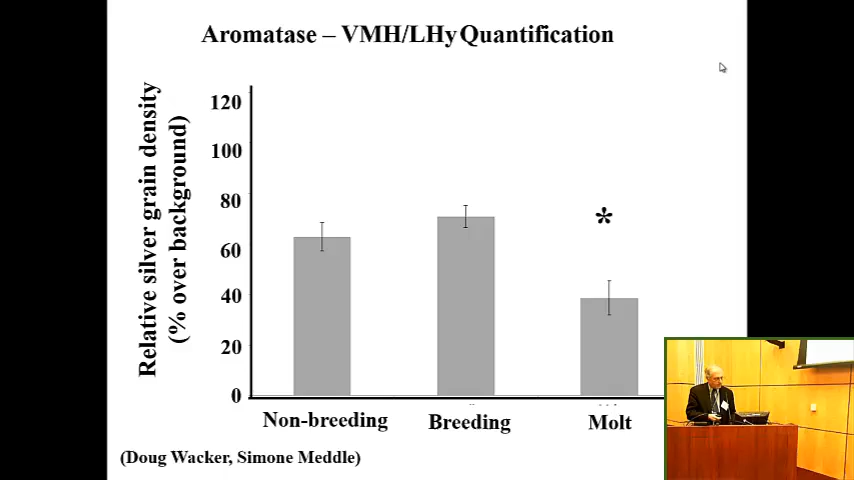 Aromatase – VMH/LHy Quantification
Relative silver grain density
(% over background)
120
100
80
60
40
20
0
*
Non-breeding
Breeding
Molt
(Doug Wacker, Simone Meddle)